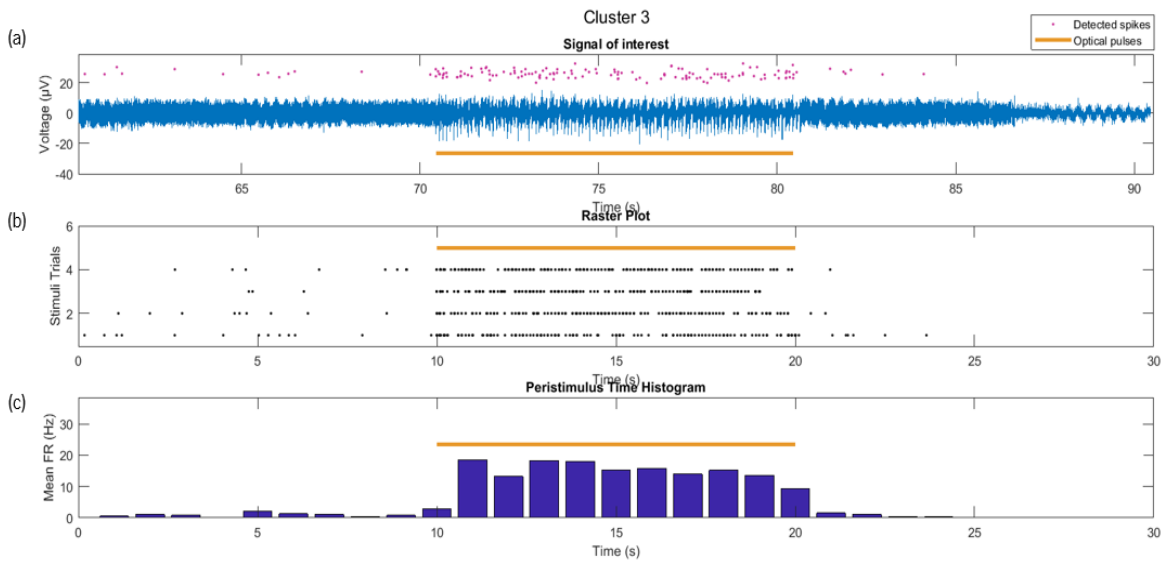 Cluster 3
Detected spikes
Optical pulses
(a)
Signal of interest
Voltage (µV)
20
0
-20
-40
65
70
75
80
85
90
Time (s)
(b)
Raster Plot
Stimuli Trials
6
4
2
0
5
10
15
20
25
30
Time (s)
(c)
Peristimulus Time Histogram
Mean FR (Hz)
30
20
10
0
0
5
10
15
20
25
30
Time (s)